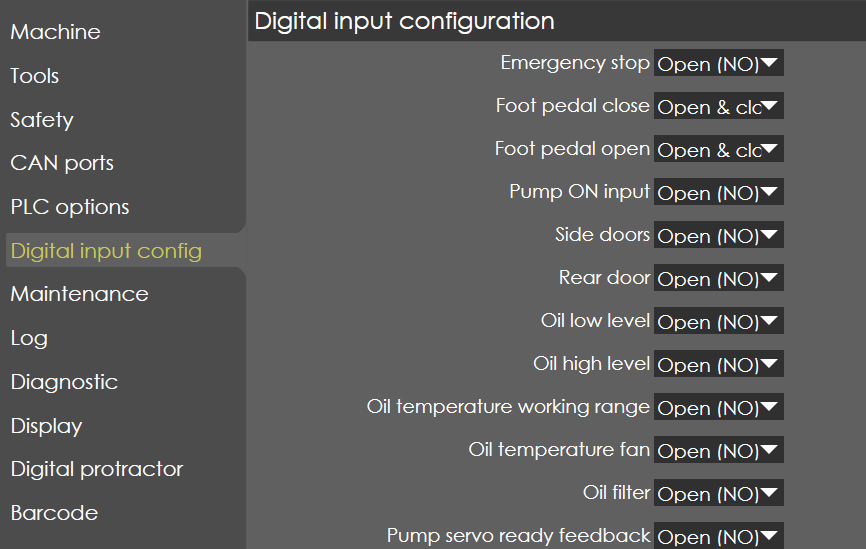 Machine
Tools
Safety
CAN ports
PLC options
Digital input config
Maintenance
Log
Diagnostic
Display
Digital protractor
Barcode
Digital input configuration
Emergency stop Open (NO)
Foot pedal close Open & clo
Foot pedal open Open & clo
Pump ON input Open (NO)
Side doors Open (NO)
Rear door Open (NO)
Oil low level Open (NO)
Oil high level Open (NO)
Oil temperature working range Open (NO)
Oil temperature fan Open (NO)
Oil filter Open (NO)
Pump servo ready feedback Open (NO)